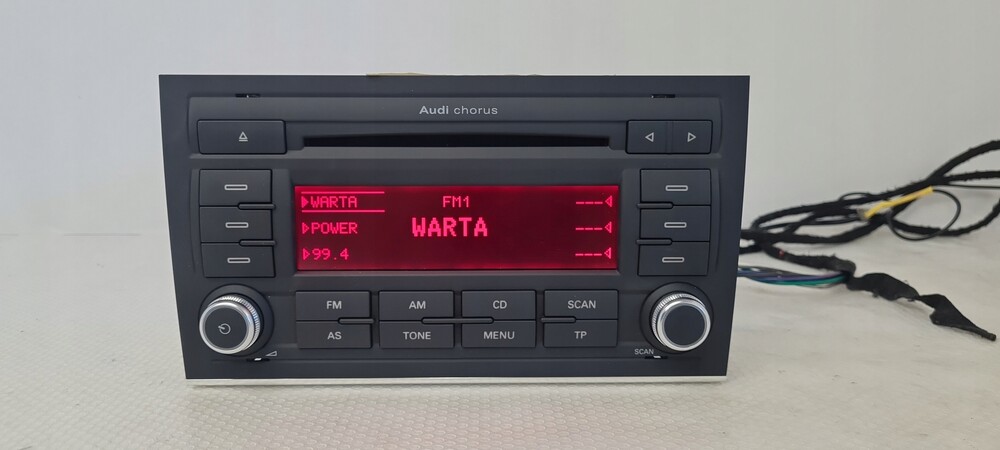 Audi chorus
WARTA FM1 ---
POWER WARTA ---
99.4 ---
FM AM CD SCAN
AS TONE MENU TP
SCAN